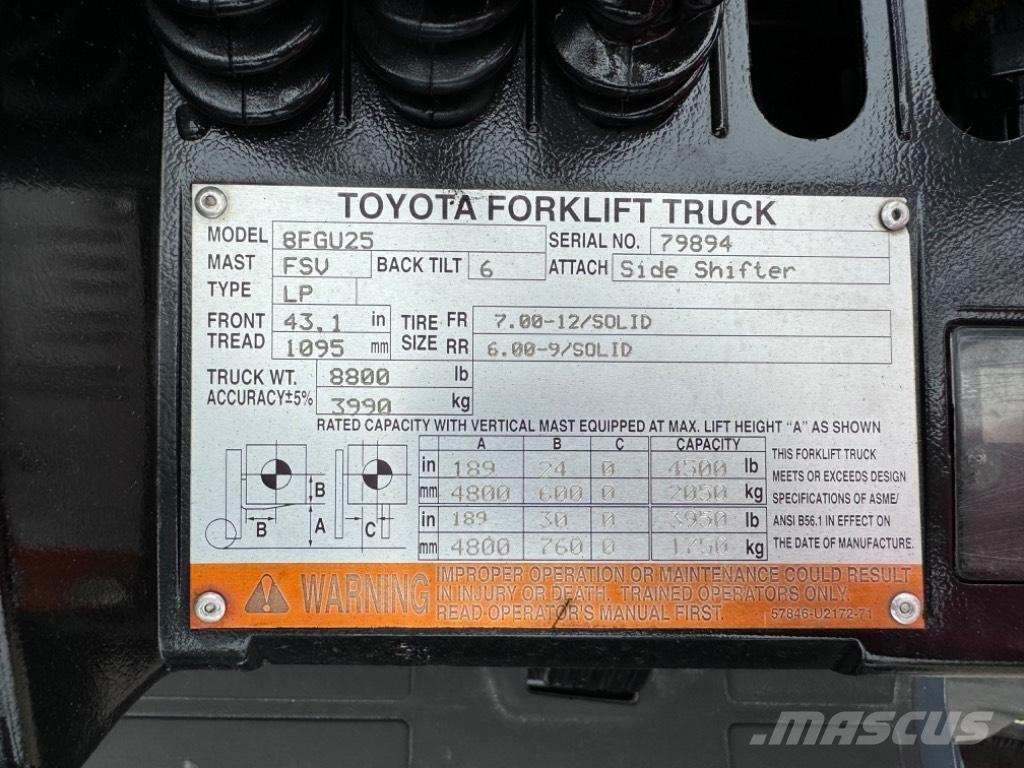 TOYOTA FORKLIFT TRUCK
MODEL 8FGU25 SERIAL NO. 79894
MAST FSV BACK TILT 6 ATTACH Side Shifter
TYPE LP
FRONT TREAD 43,1 in TIRE SIZE FR 7.00-12/SOLID
1095 mm RR 6.00-9/SOLID
TRUCK WT. 8800 lb
ACCURACY±5% 3990 kg
RATED CAPACITY WITH VERTICAL MAST EQUIPPED AT MAX. LIFT HEIGHT "A" AS SHOWN
A B C CAPACITY
in 189 24 0 4500 lb
mm 4800 600 0 2050 kg
in 189 30 0 3950 lb
mm 4800 760 0 1750 kg
B B A C
THIS FORKLIFT TRUCK
MEETS OR EXCEEDS DESIGN
SPECIFICATIONS OF ASME/
ANSI B56.1 IN EFFECT ON
THE DATE OF MANUFACTURE.
WARNING
IMPROPER OPERATION OR MAINTENANCE COULD RESULT
IN INJURY OR DEATH. TRAINED OPERATORS ONLY.
READ OPERATOR'S MANUAL FIRST. 57846-U2172-71
MASCUS